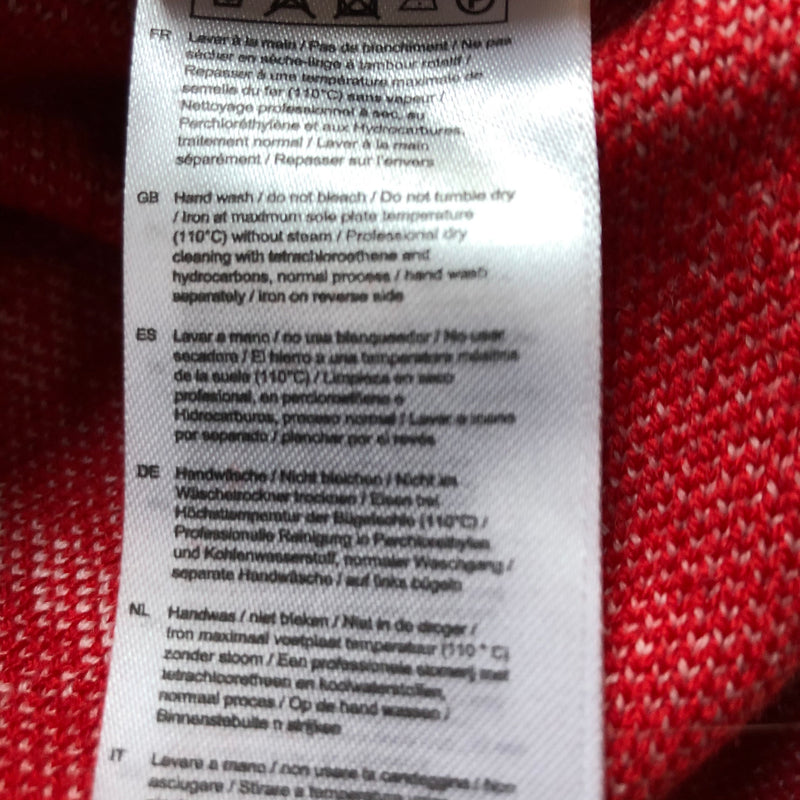 FR Laver à la main / Pas de blanchiment / Ne pas
sécher en sèche-linge à tambour rotatif /
Repasser à une température maximale de
semelle du fer (110°C) sans vapeur /
Nettoyage professionnel à sec, au
Perchloréthylène et aux Hydrocarbures,
traitement normal / Laver à la main
séparément / Repasser sur l'envers
GB Hand wash / do not bleach / Do not tumble dry
/ Iron at maximum sole plate temperature
(110°C) without steam / Professional dry
cleaning with tetrachloroethene and
hydrocarbons, normal process / hand wash
separately / Iron on reverse side
ES Lavar a mano / no usa blanqueador / No usar
secadora / El hierro a una temperatura máxima
de la suela (110°C) / Limpieza en seco
profesional, en percloroetileno e
Hidrocarburos, proceso normal / Lavar a mano
por separado / planchar por el revés
DE Handwäsche / Nicht bleichen / Nicht im
Wäschetrockner trocknen / Eisen bei
Höchsttemperatur der Bügelsohle (110°C) /
Professionelle Reinigung in Perchlorethylen
und Kohlenwasserstoff, normaler Waschgang /
separate Handwäsche / auf links bügeln
NL Handwas / niet bleken / Niet in de droger /
Iron maximaal voetplaat temperatuur (110 ° C)
zonder stoom / Een professionele stomerij met
tetrachlooretheen en koolwaterstoffen,
normaal proces / Op de hand wassen /
Binnenstebuite n strijken
IT Lavare a mano / non usare la candeggina / Non
asciugare / Stirare a temperatura